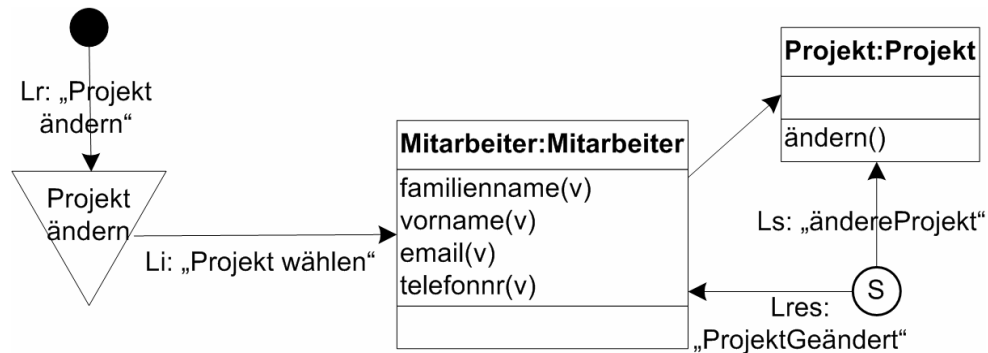 Lr: „Projekt
ändern“
Projekt
ändern
Li: „Projekt wählen“
Mitarbeiter:Mitarbeiter
familienname(v)
vorname(v)
email(v)
telefonnr(v)
Projekt:Projekt
ändern()
Ls: „ändereProjekt“
S
Lres:
„ProjektGeändert“